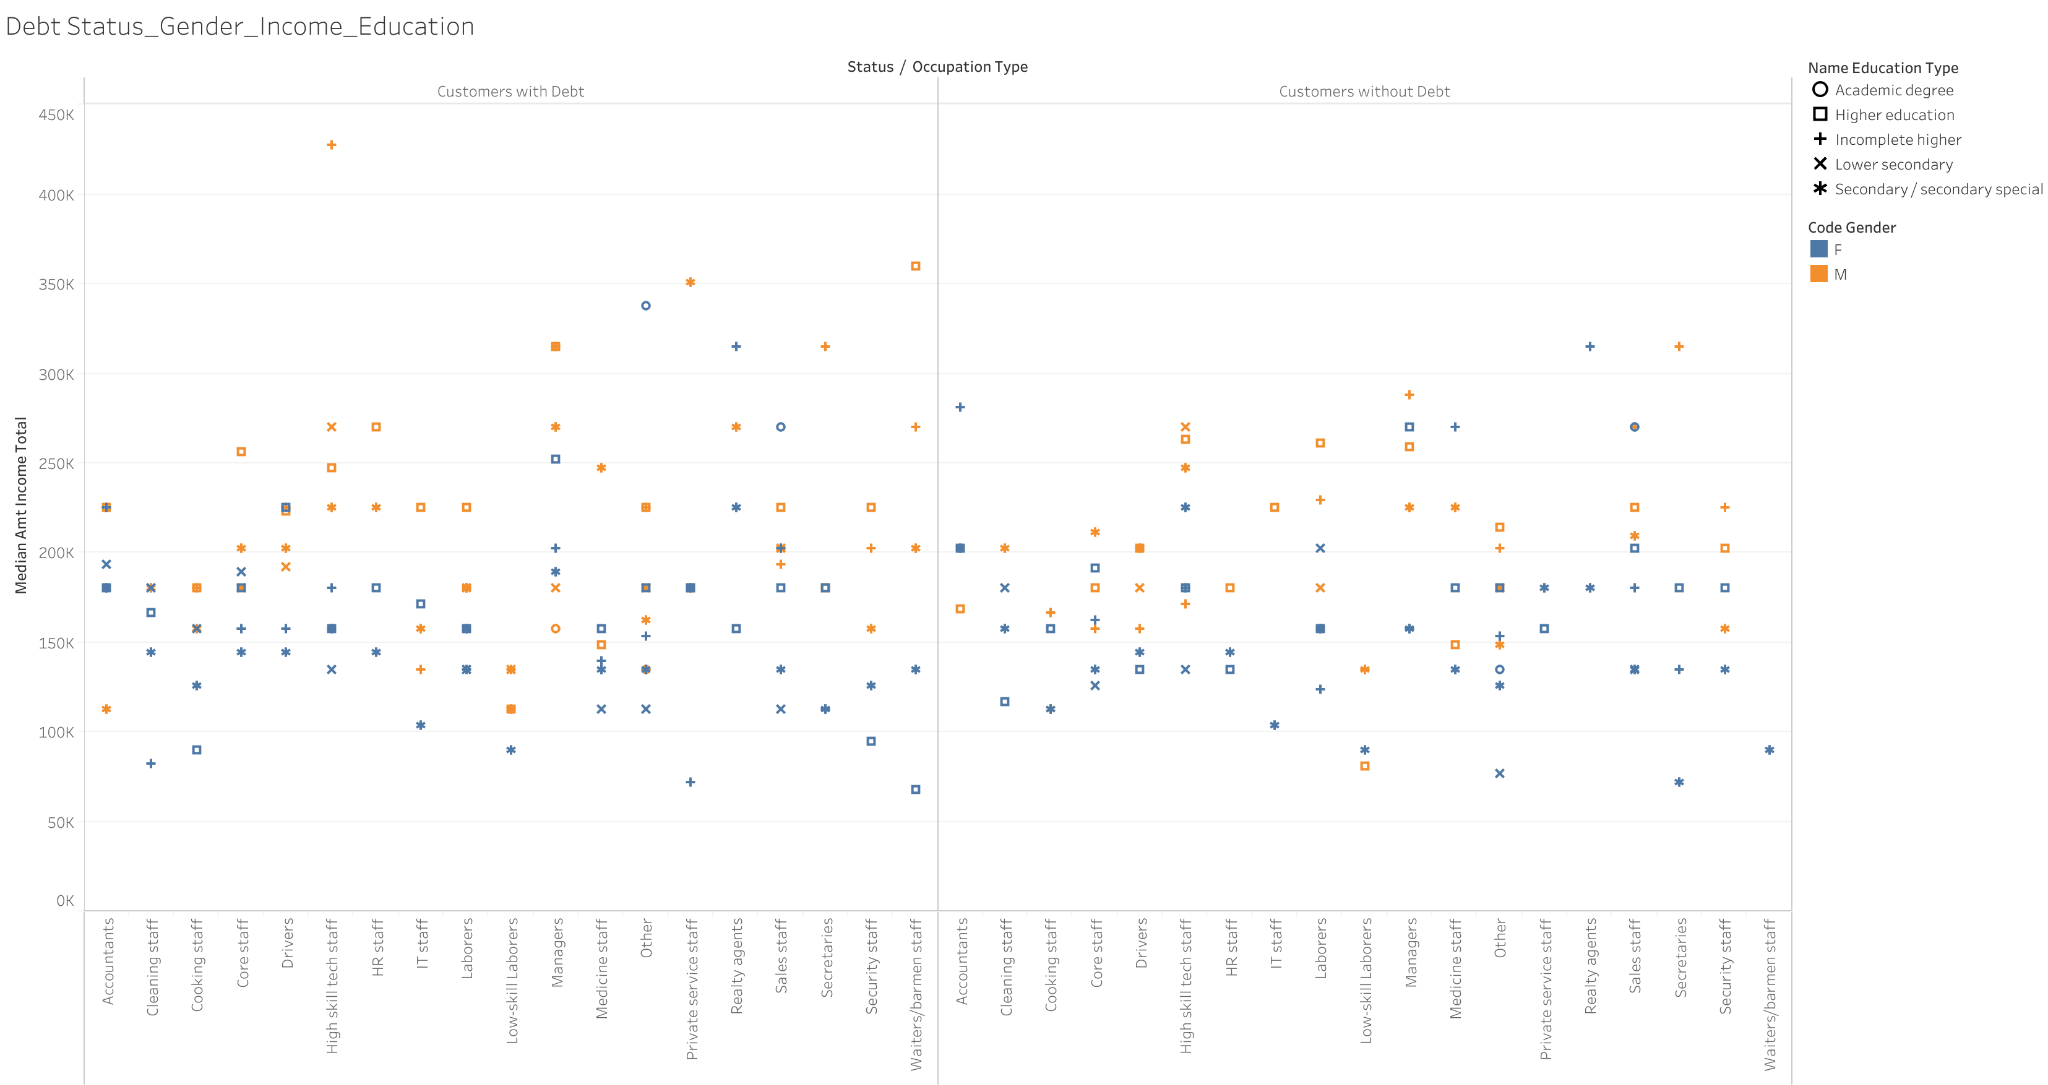 Debt Status_Gender_Income_Education
Status / Occupation Type
Customers with Debt
Customers without Debt
Median Amt Income Total
450K
400K
350K
300K
250K
200K
150K
100K
50K
0K
Accountants
Cleaning staff
Cooking staff
Core staff
Drivers
High skill tech staff
HR staff
IT staff
Laborers
Low-skill Laborers
Managers
Medicine staff
Other
Private service staff
Realty agents
Sales staff
Secretaries
Security staff
Waiters/barmen staff
Accountants
Cleaning staff
Cooking staff
Core staff
Drivers
High skill tech staff
HR staff
IT staff
Laborers
Low-skill Laborers
Managers
Medicine staff
Other
Private service staff
Realty agents
Sales staff
Secretaries
Security staff
Waiters/barmen staff
Name Education Type
Academic degree
Higher education
Incomplete higher
Lower secondary
Secondary / secondary special
Code Gender
F
M